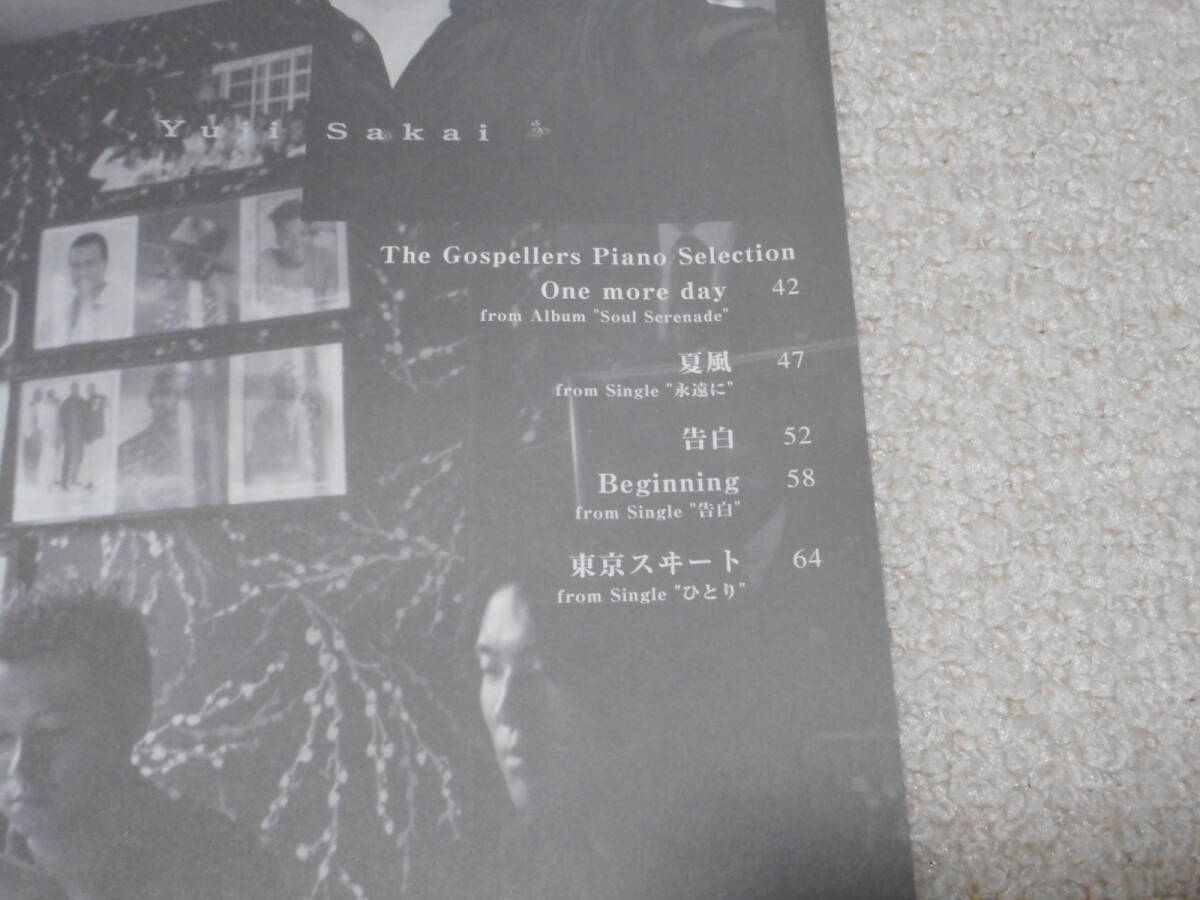 Yuji Sakai
The Gospellers Piano Selection
One more day 42
from Album "Soul Serenade"
夏風 47
from Single "永遠に"
告白 52
Beginning 58
from Single "告白"
東京スヰート 64
from Single "ひとり"